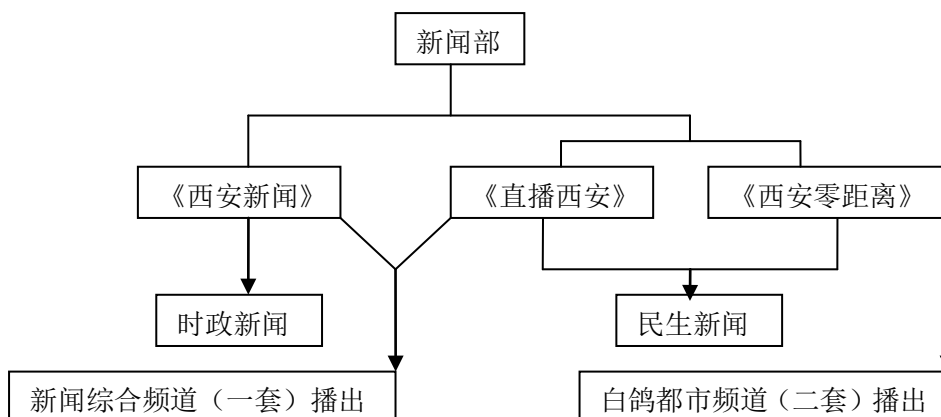 新闻部
《西安新闻》
《直播西安》
《西安零距离》
时政新闻
民生新闻
新闻综合频道（一套）播出
白鸽都市频道（二套）播出